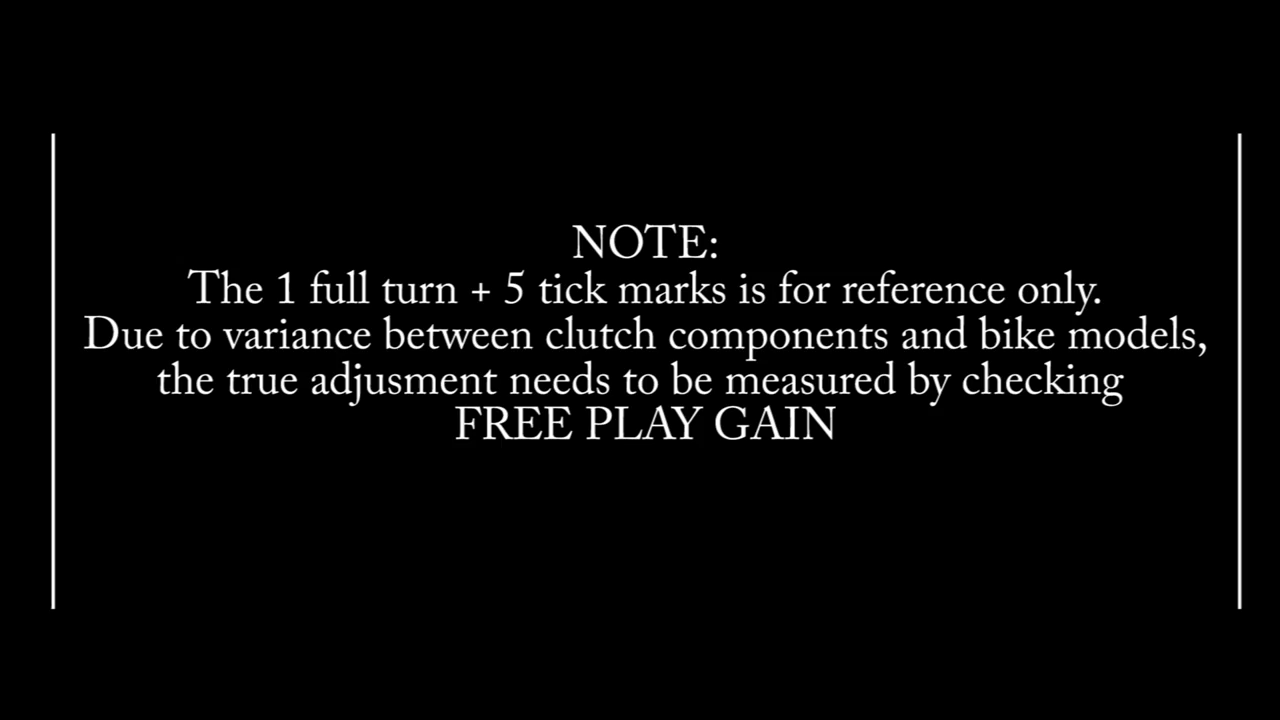 NOTE:
The 1 full turn + 5 tick marks is for reference only.
Due to variance between clutch components and bike models,
the true adjusment needs to be measured by checking
FREE PLAY GAIN